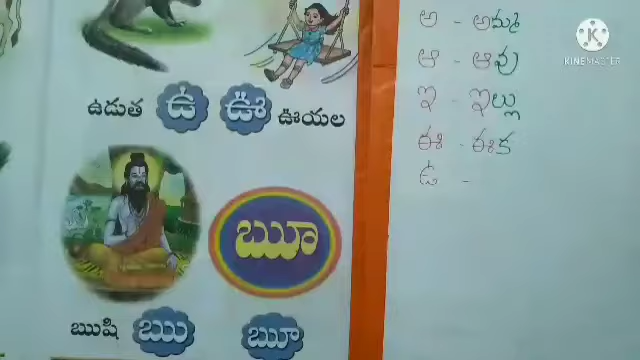 ఉడుత ఉ ఊ ఊయల
ౠ
ఋషి ఋ ౠ
అ - అమ్మ
ఆ - ఆవు
ఇ - ఇల్లు
ఈ - ఈక
ఉ -
KINEMASTER